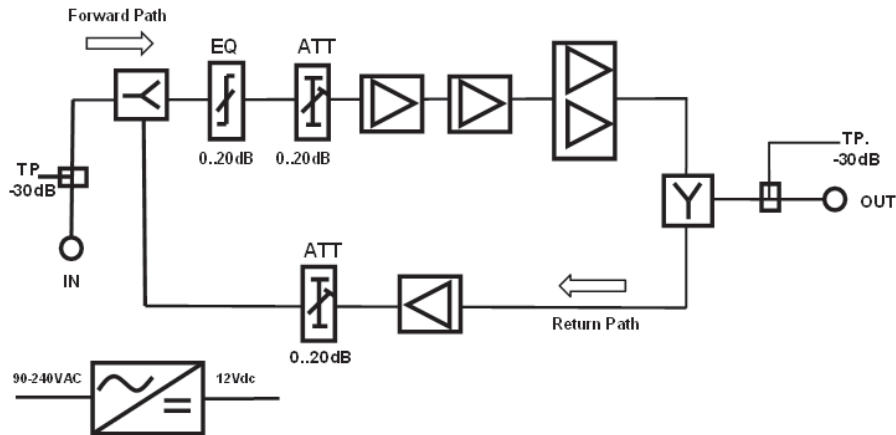 Forward Path
EQ
ATT
0..20dB
0..20dB
TP
-30dB
IN
TP.
-30dB
OUT
ATT
0..20dB
Return Path
90-240VAC
12Vdc